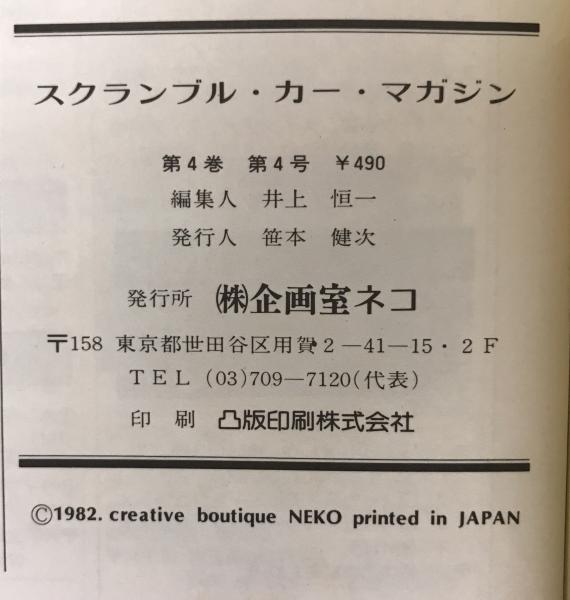 スクランブル・カー・マガジン
第4巻 第4号 ¥490
編集人 井上 恒一
発行人 笹本 健次
発行所 ㈱企画室ネコ
〒158 東京都世田谷区用賀2―41―15・2F
TEL (03)709―7120(代表)
印 刷 凸版印刷株式会社
©1982. creative boutique NEKO printed in JAPAN